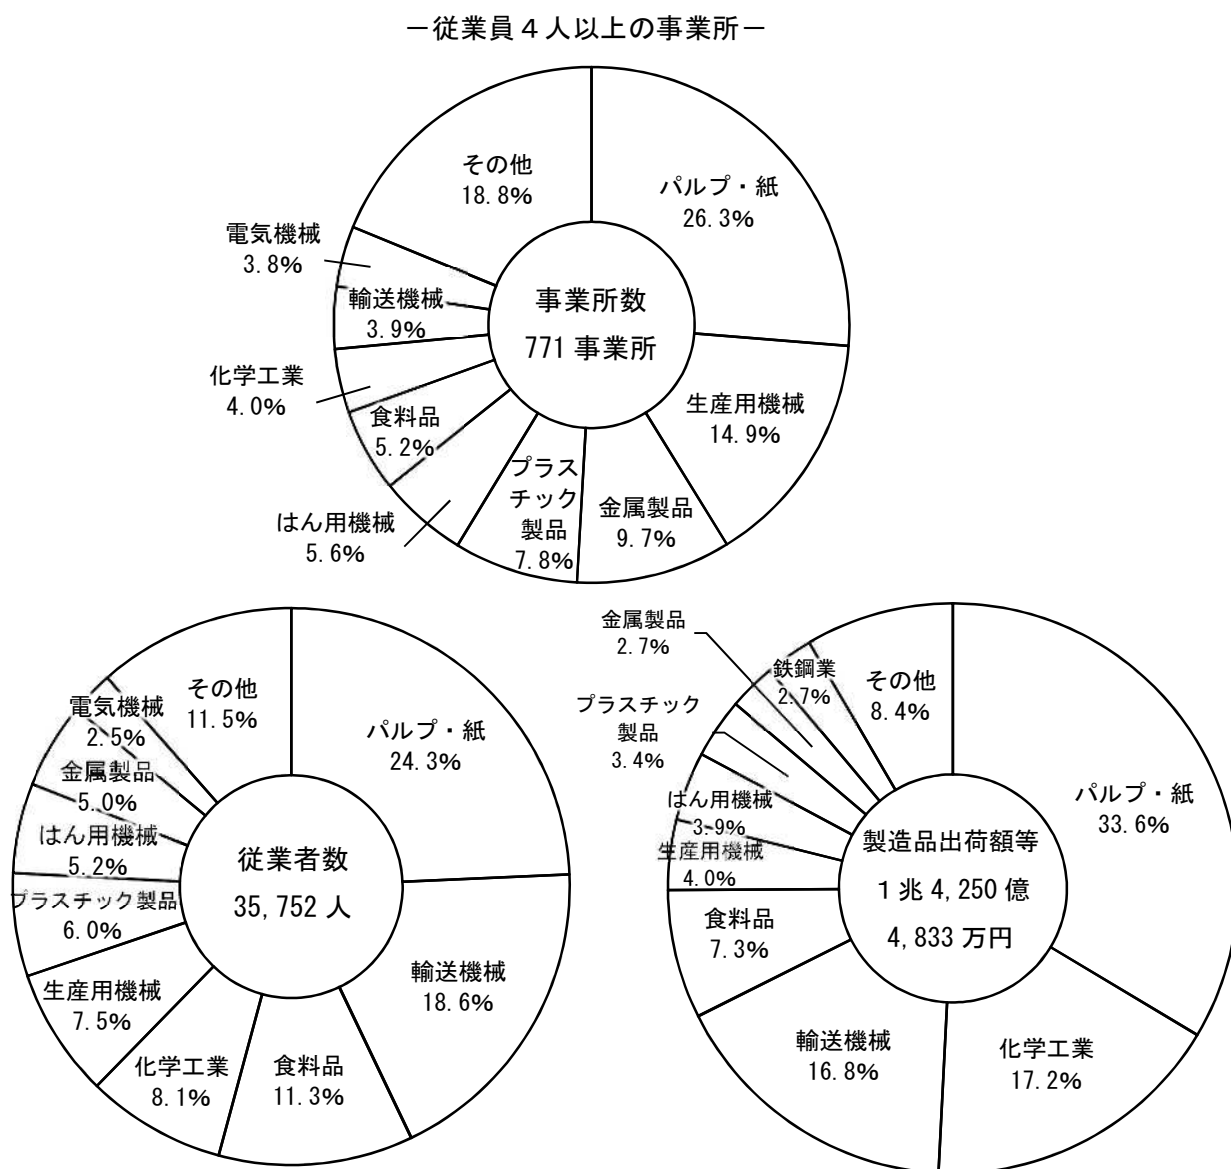 －従業員４人以上の事業所－
その他
18.8%
パルプ・紙
26.3%
電気機械
3.8%
輸送機械
3.9%
事業所数
771 事業所
化学工業
4.0%
食料品
5.2%
生産用機械
14.9%
プラス
チック
製品
7.8%
金属製品
9.7%
はん用機械
5.6%
その他
11.5%
電気機械
2.5%
パルプ・紙
24.3%
金属製品
5.0%
はん用機械
5.2%
従業者数
35,752 人
プラスチック製品
6.0%
輸送機械
18.6%
生産用機械
7.5%
化学工業
8.1%
食料品
11.3%
金属製品
2.7%
鉄鋼業
2.7%
その他
8.4%
プラスチック
製品
3.4%
パルプ・紙
33.6%
はん用機械
3.9%
生産用機械
4.0%
製造品出荷額等
1 兆 4,250 億
4,833 万円
食料品
7.3%
輸送機械
16.8%
化学工業
17.2%